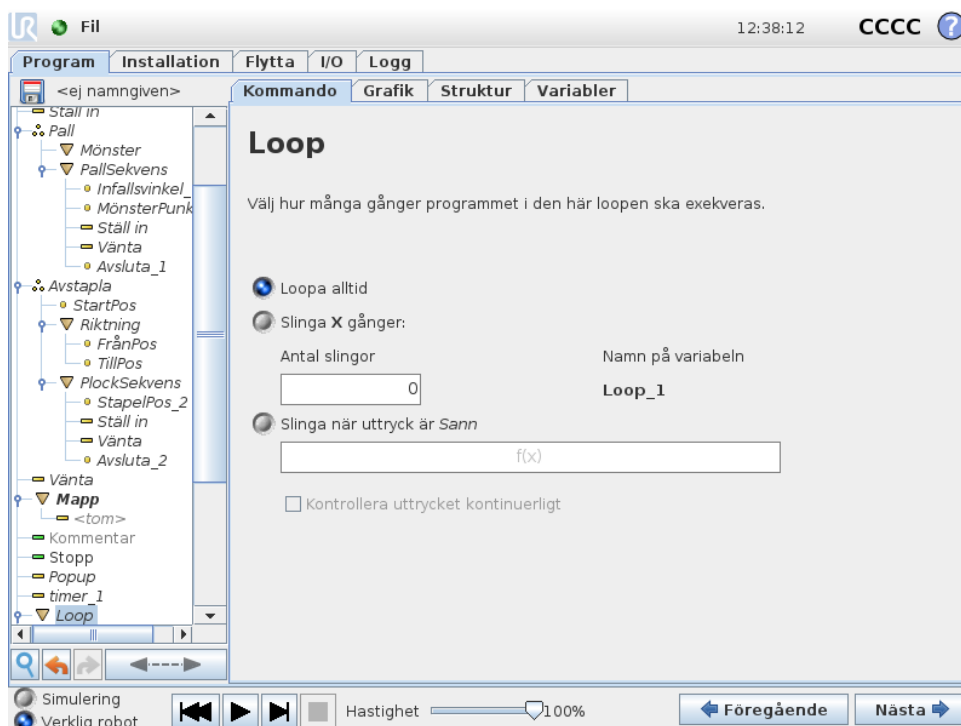 UR Fil 12:38:12 CCCC ?
Program Installation Flytta I/O Logg
<ej namngiven>
Kommando Grafik Struktur Variabler
Ställ in
Pall
Mönster
PallSekvens
Infallsvinkel_
MönsterPunk
Ställ in
Vänta
Avsluta_1
Avstapla
StartPos
Riktning
FrånPos
TillPos
PlockSekvens
StapelPos_2
Ställ in
Vänta
Avsluta_2
Vänta
Mapp
<tom>
Kommentar
Stopp
Popup
timer_1
Loop
Loop
Välj hur många gånger programmet i den här loopen ska exekveras.
Loopa alltid
Slinga X gånger:
Antal slingor Namn på variabeln
0 Loop_1
Slinga när uttryck är Sann
f(x)
Kontrollera uttrycket kontinuerligt
Simulering
Verklig robot
Hastighet 100%
Föregående Nästa